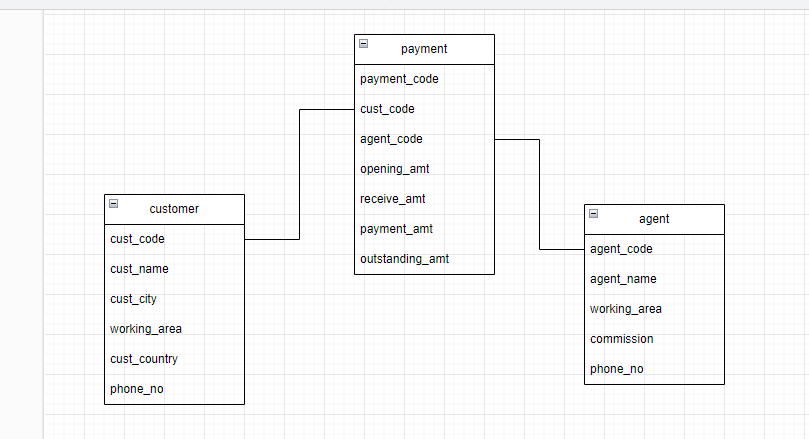 payment
payment_code
cust_code
agent_code
opening_amt
receive_amt
payment_amt
outstanding_amt
customer
cust_code
cust_name
cust_city
working_area
cust_country
phone_no
agent
agent_code
agent_name
working_area
commission
phone_no